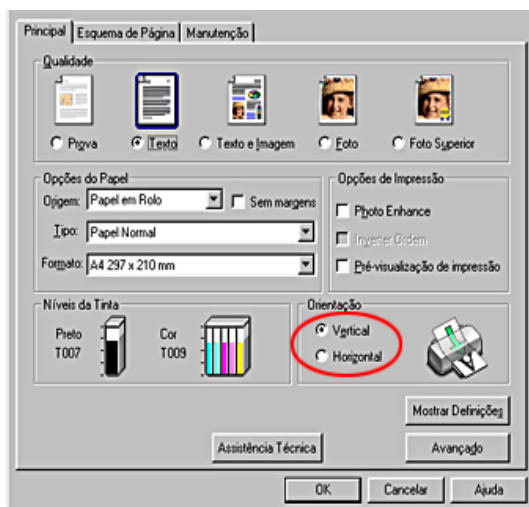 Principal Esquema de Página Manutenção
Qualidade
Prova Texto Texto e Imagem Foto Foto Superior
Opções do Papel
Origem: Papel em Rolo Sem margens
Tipo: Papel Normal
Formato: A4 297 x 210 mm
Opções de Impressão
Photo Enhance
Inverter Ordem
Pré-visualização de impressão
Níveis da Tinta
Preto Cor
T007 T009
Orientação
Vertical
Horizontal
Mostrar Definições
Assistência Técnica Avançado
OK Cancelar Ajuda